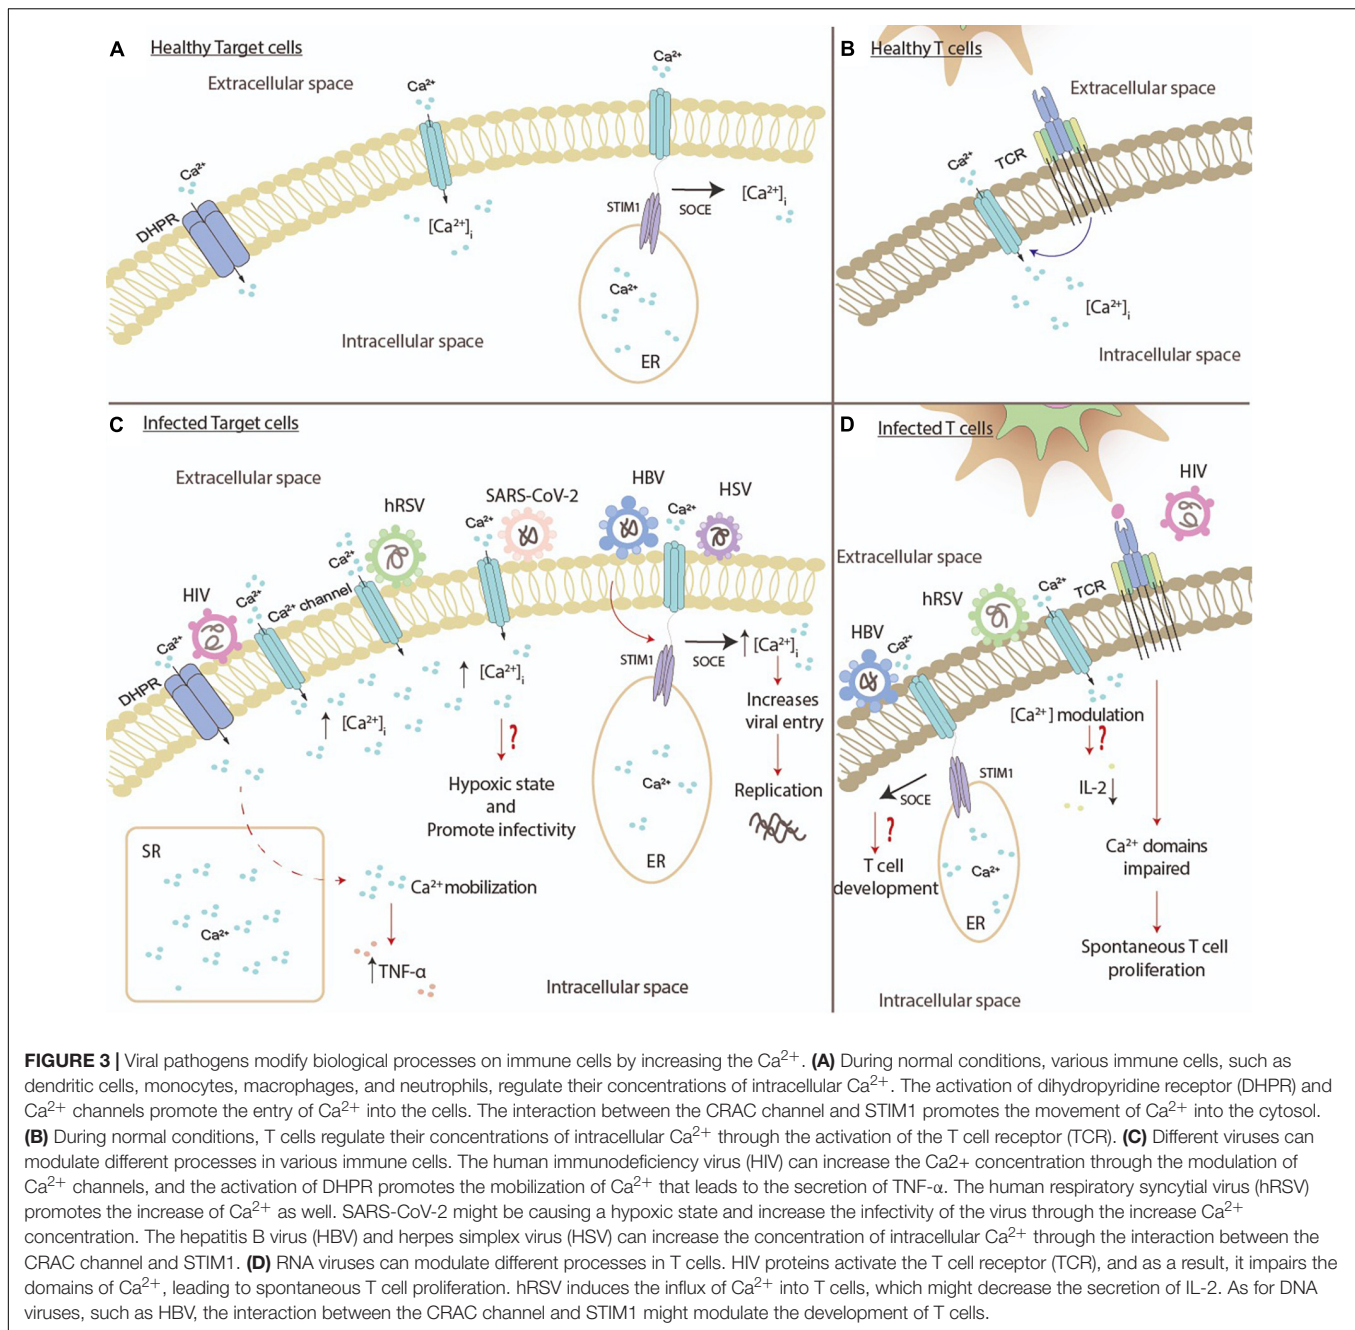 A Healthy Target cells
Extracellular space
Ca²⁺
Ca²⁺
Ca²⁺
DHPR
[Ca²⁺]ᵢ
STIM1
SOCE
[Ca²⁺]ᵢ
Ca²⁺
ER
Intracellular space
B Healthy T cells
Extracellular space
Ca²⁺
TCR
[Ca²⁺]ᵢ
Intracellular space
C Infected Target cells
Extracellular space
HIV
hRSV
SARS-CoV-2
HBV
HSV
Ca²⁺
Ca²⁺
Ca²⁺
Ca²⁺
Ca²⁺
DHPR
Ca²⁺ channel
↑ [Ca²⁺]ᵢ
↑ [Ca²⁺]ᵢ
?
Hypoxic state
and
Promote infectivity
STIM1
SOCE
↑ [Ca²⁺]ᵢ
Increases
viral entry
Replication
Ca²⁺
ER
SR
Ca²⁺
Ca²⁺ mobilization
↑TNF-α
Intracellular space
D Infected T cells
HIV
Extracellular space
hRSV
HBV
Ca²⁺
Ca²⁺
TCR
[Ca²⁺] modulation
?
IL-2↓
STIM1
SOCE
?
T cell
development
Ca²⁺
ER
Ca²⁺ domains
impaired
Spontaneous T cell
proliferation
Intracellular space
FIGURE 3 | Viral pathogens modify biological processes on immune cells by increasing the Ca²⁺. (A) During normal conditions, various immune cells, such as
dendritic cells, monocytes, macrophages, and neutrophils, regulate their concentrations of intracellular Ca²⁺. The activation of dihydropyridine receptor (DHPR) and
Ca²⁺ channels promote the entry of Ca²⁺ into the cells. The interaction between the CRAC channel and STIM1 promotes the movement of Ca²⁺ into the cytosol.
(B) During normal conditions, T cells regulate their concentrations of intracellular Ca²⁺ through the activation of the T cell receptor (TCR). (C) Different viruses can
modulate different processes in various immune cells. The human immunodeficiency virus (HIV) can increase the Ca2+ concentration through the modulation of
Ca²⁺ channels, and the activation of DHPR promotes the mobilization of Ca²⁺ that leads to the secretion of TNF-α. The human respiratory syncytial virus (hRSV)
promotes the increase of Ca²⁺ as well. SARS-CoV-2 might be causing a hypoxic state and increase the infectivity of the virus through the increase Ca²⁺
concentration. The hepatitis B virus (HBV) and herpes simplex virus (HSV) can increase the concentration of intracellular Ca²⁺ through the interaction between the
CRAC channel and STIM1. (D) RNA viruses can modulate different processes in T cells. HIV proteins activate the T cell receptor (TCR), and as a result, it impairs the
domains of Ca²⁺, leading to spontaneous T cell proliferation. hRSV induces the influx of Ca²⁺ into T cells, which might decrease the secretion of IL-2. As for DNA
viruses, such as HBV, the interaction between the CRAC channel and STIM1 might modulate the development of T cells.